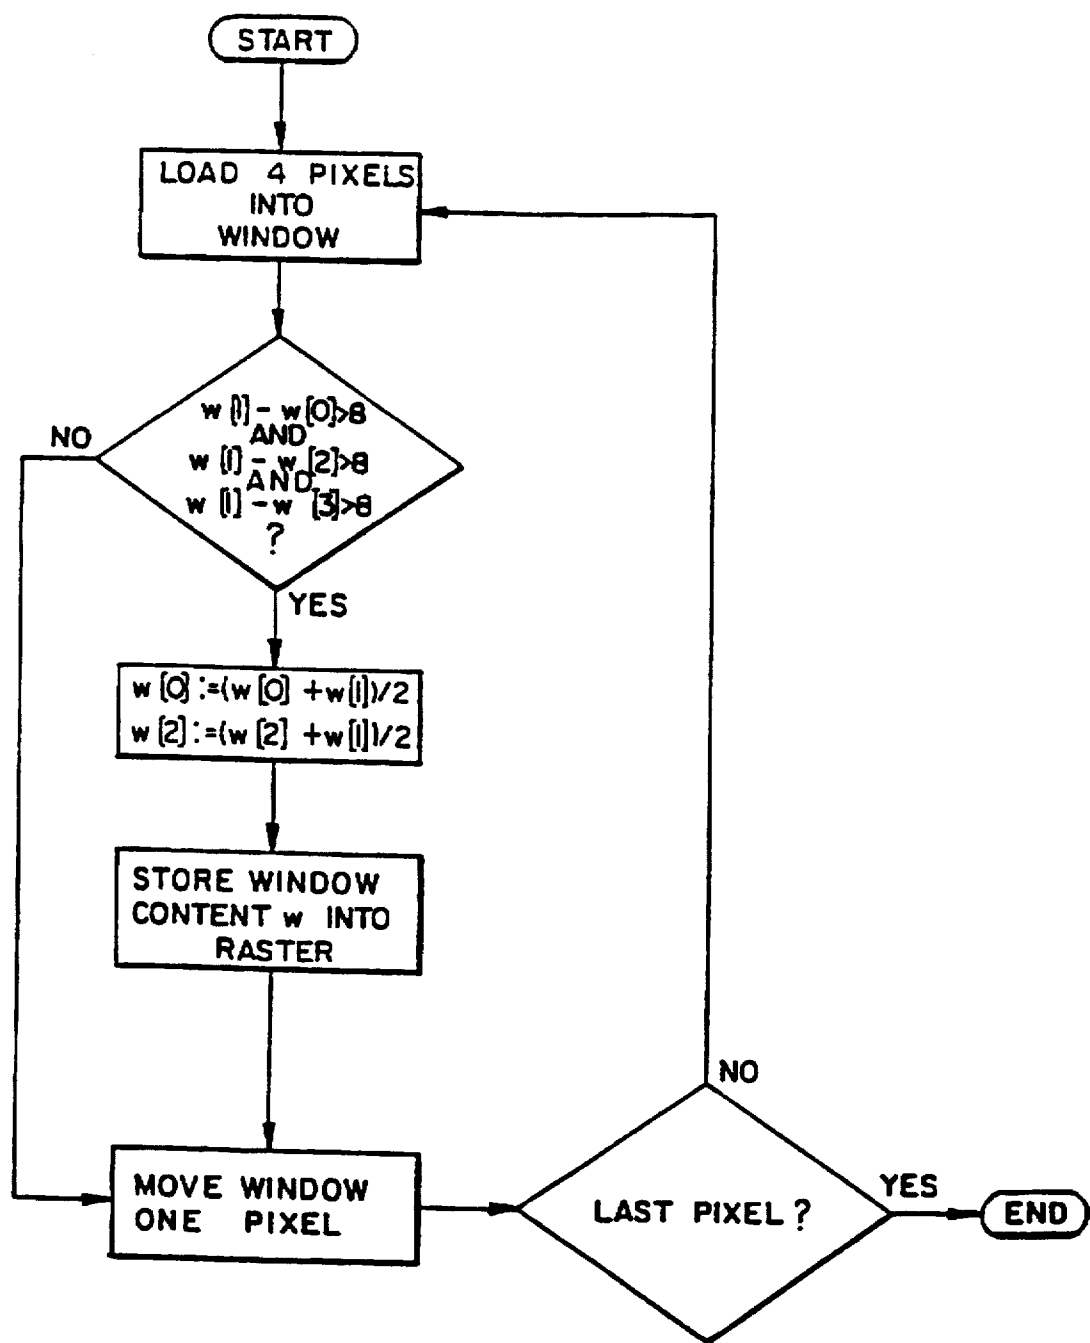 START
LOAD 4 PIXELS
INTO
WINDOW
w [1] - w [0]>8
AND
w [1] - w [2]>8
AND
w [1] - w [3]>8
?
NO
YES
w [0] :=(w [0] +w[1])/2
w [2] :=(w [2] +w[1])/2
STORE WINDOW
CONTENT w INTO
RASTER
MOVE WINDOW
ONE PIXEL
LAST PIXEL ?
NO
YES
END